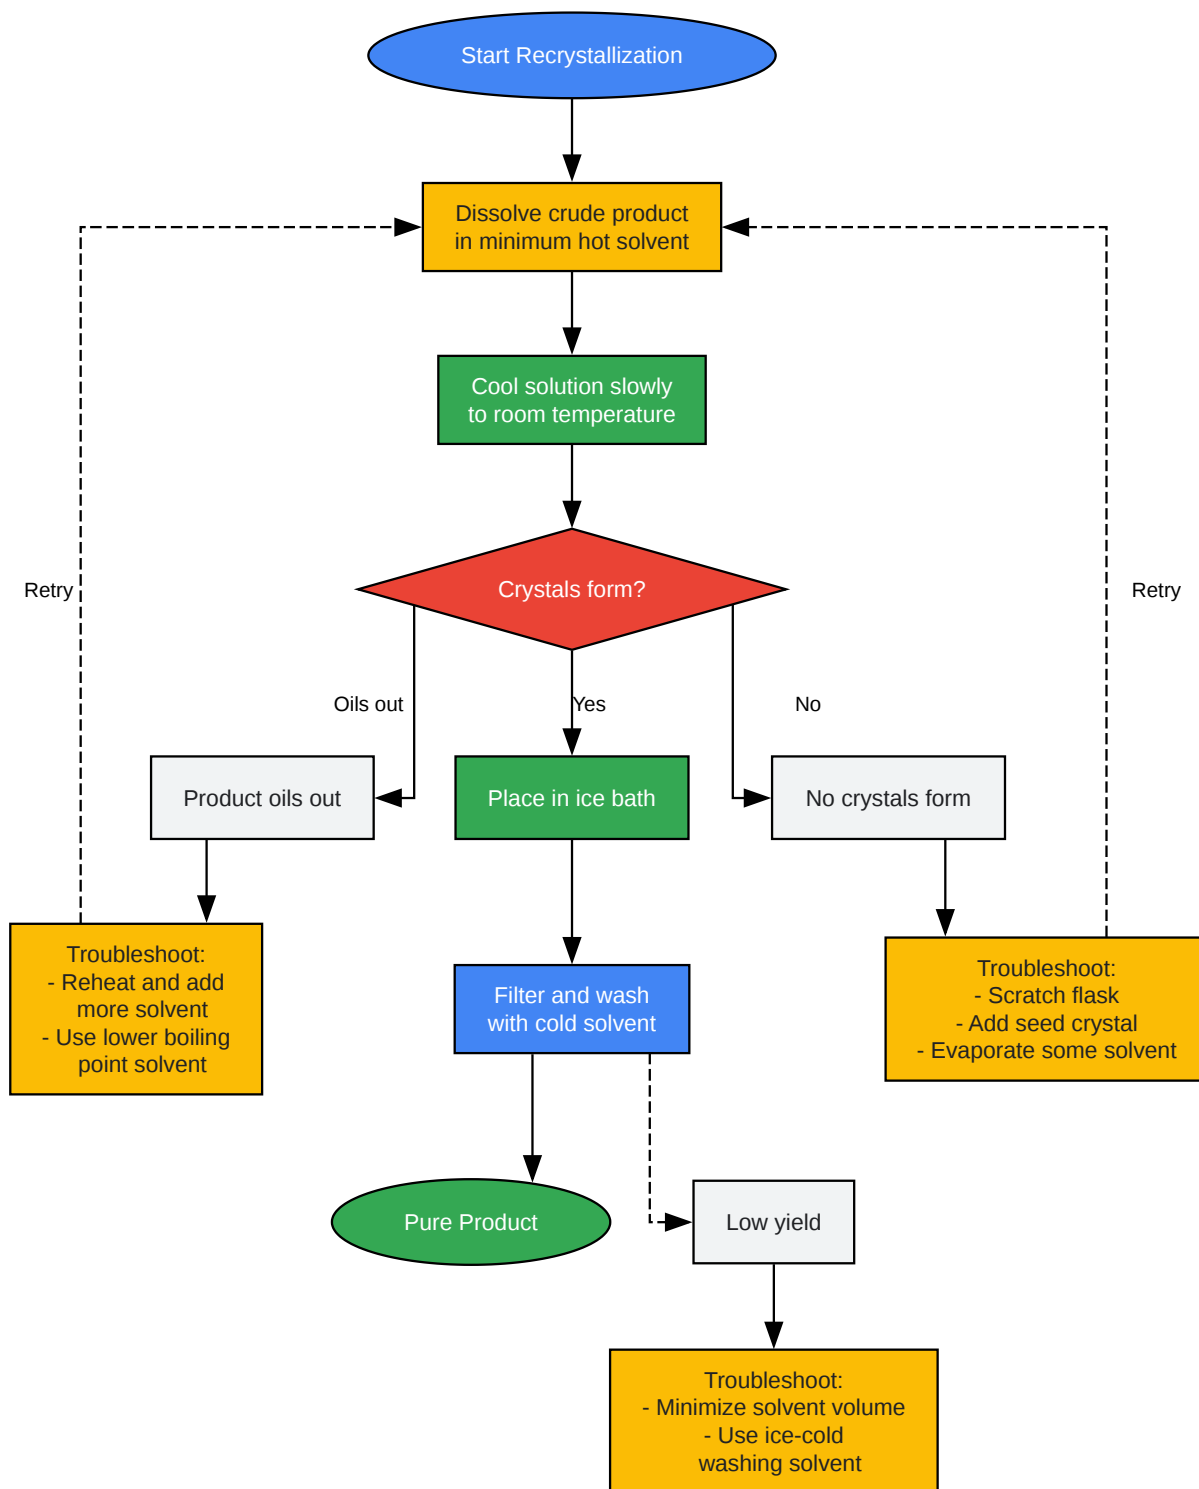 Start Recrystallization
Dissolve crude product
in minimum hot solvent
Cool solution slowly
to room temperature
Crystals form?
Retry
Retry
Oils out
Yes
No
Product oils out
Place in ice bath
No crystals form
Troubleshoot:
- Reheat and add
more solvent
- Use lower boiling
point solvent
Filter and wash
with cold solvent
Troubleshoot:
- Scratch flask
- Add seed crystal
- Evaporate some solvent
Pure Product
Low yield
Troubleshoot:
- Minimize solvent volume
- Use ice-cold
washing solvent